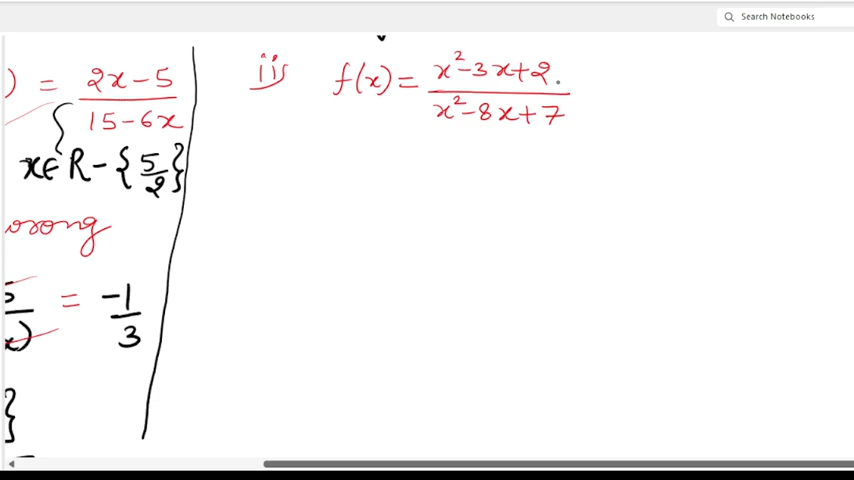 Search Notebooks
) = 2x-5 / 15-6x
x∈ R - {5/2}
wrong
= -1/3
}
ii) f(x) = x²-3x+2 / x²-8x+7